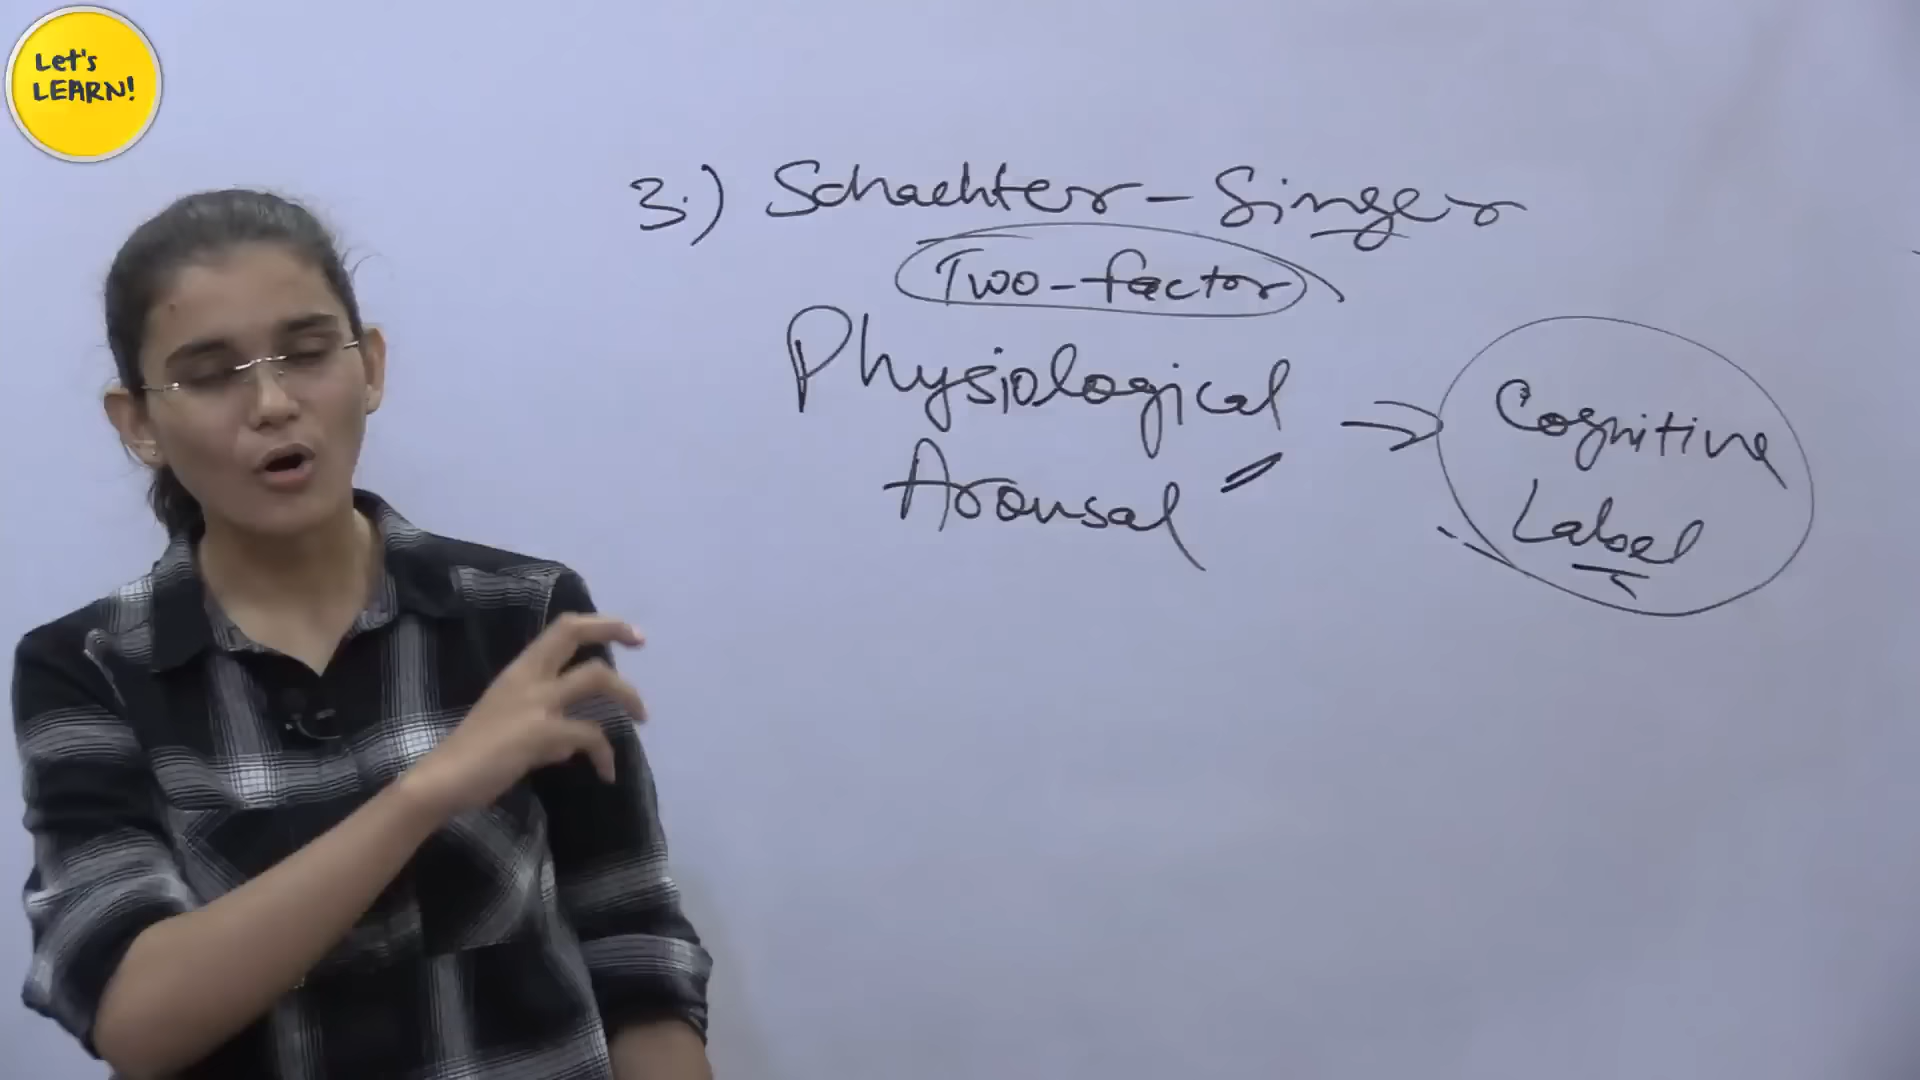 Let's
LEARN!
3.) Schachter - Singer
Two-factor
Physiological
Arousal
Cognitive
Label